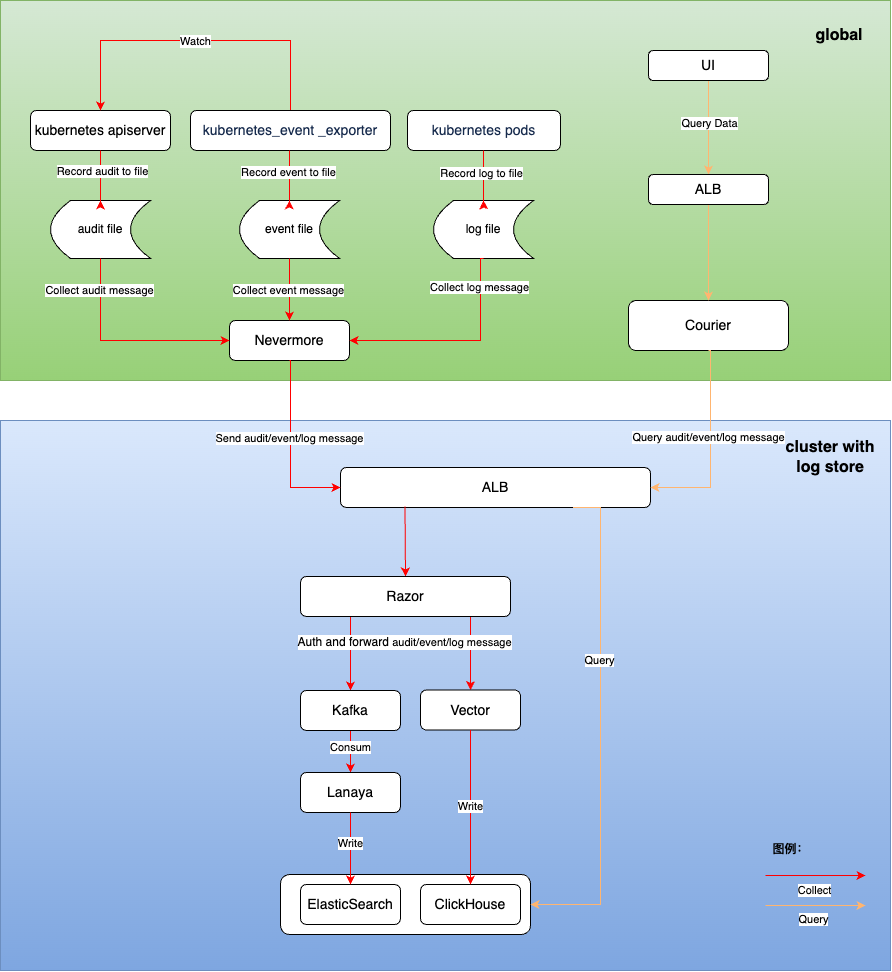 global
Watch
UI
kubernetes apiserver
kubernetes_event _exporter
kubernetes pods
Query Data
Record audit to file
Record event to file
Record log to file
ALB
audit file
event file
log file
Collect audit message
Collect event message
Collect log message
Nevermore
Courier
Send audit/event/log message
Query audit/event/log message
cluster with
log store
ALB
Razor
Auth and forward audit/event/log message
Query
Kafka
Vector
Consum
Lanaya
Write
Write
ElasticSearch
ClickHouse
图例：
Collect
Query